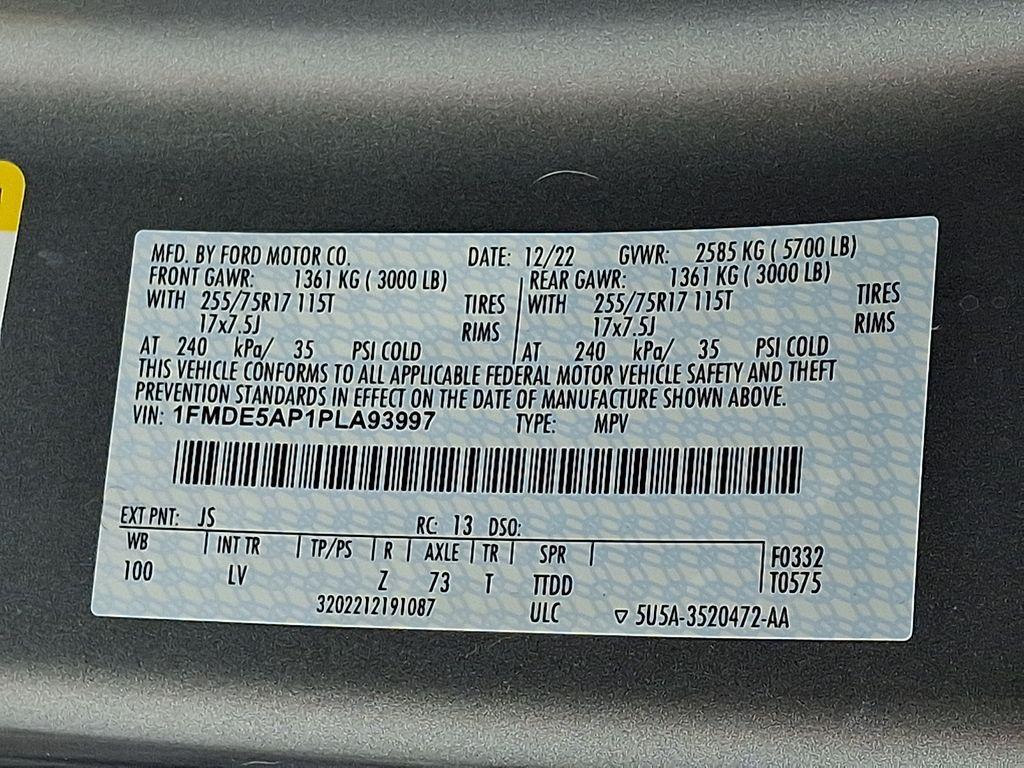 MFD. BY FORD MOTOR CO. DATE: 12/22 GVWR: 2585 KG ( 5700 LB)
FRONT GAWR: 1361 KG ( 3000 LB) REAR GAWR: 1361 KG ( 3000 LB)
WITH 255/75R17 115T TIRES WITH 255/75R17 115T TIRES
17x7.5J RIMS 17x7.5J RIMS
AT 240 kPa/ 35 PSI COLD AT 240 kPa/ 35 PSI COLD
THIS VEHICLE CONFORMS TO ALL APPLICABLE FEDERAL MOTOR VEHICLE SAFETY AND THEFT
PREVENTION STANDARDS IN EFFECT ON THE DATE OF MANUFACTURE SHOWN ABOVE.
VIN: 1FMDE5AP1PLA93997 TYPE: MPV
EXT PNT: JS RC: 13 DSO:
WB INT TR TP/PS R AXLE TR SPR F0332
100 LV Z 73 T TTDD T0575
3202212191087 ULC ▽ 5U5A-3520472-AA